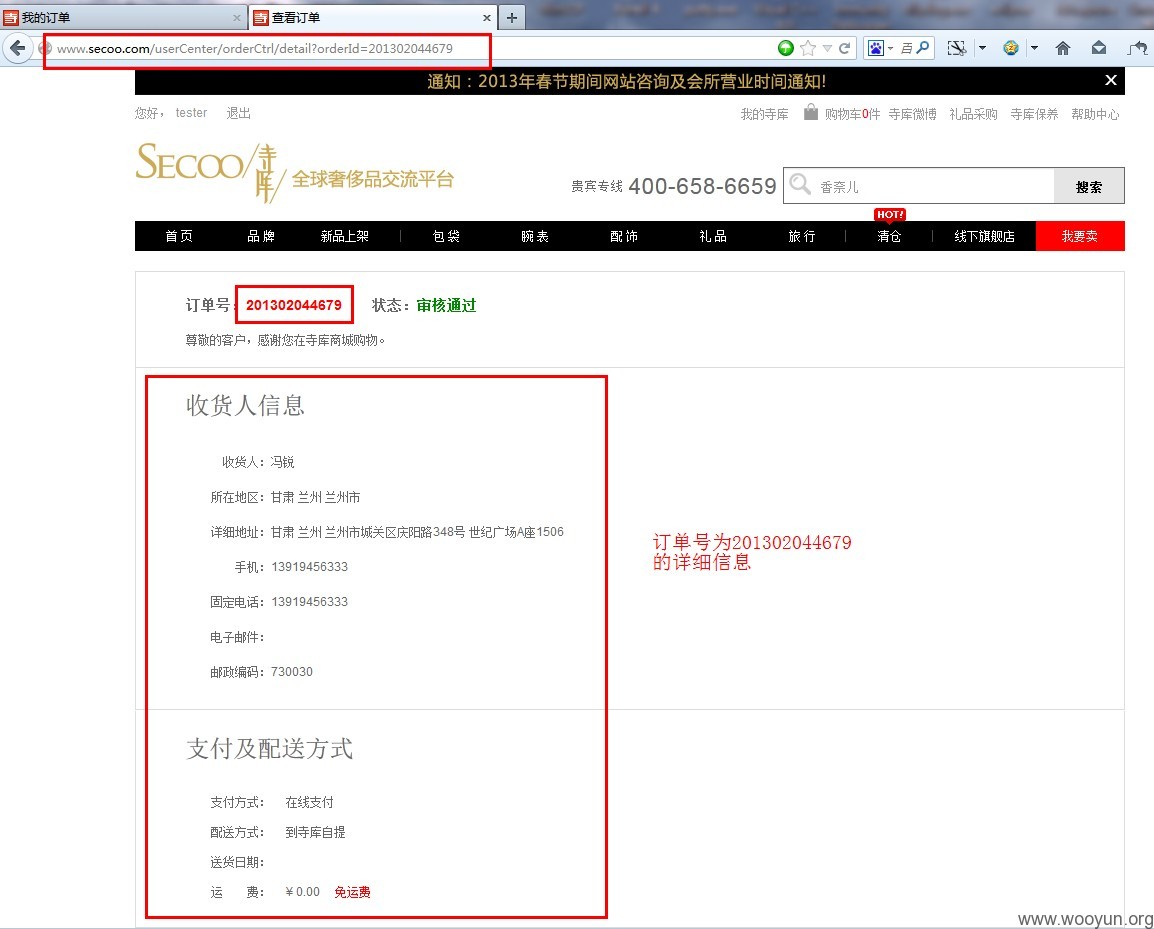 我的订单
查看订单
www.secoo.com/userCenter/orderCtrl/detail?orderId=201302044679
通知：2013年春节期间网站咨询及会所营业时间通知!
您好， tester 退出
我的寺库 购物车0件 寺库微博 礼品采购 寺库保养 帮助中心
SECOO 寺库 全球奢侈品交流平台
贵宾专线 400-658-6659
香奈儿
搜索
HOT!
首页 品牌 新品上架 包袋 腕表 配饰 礼品 旅行 清仓 线下旗舰店 我要卖
订单号: 201302044679 状态：审核通过
尊敬的客户，感谢您在寺库商城购物。
收货人信息
收货人：冯锐
所在地区：甘肃 兰州 兰州市
详细地址：甘肃 兰州 兰州市城关区庆阳路348号 世纪广场A座1506
手机：13919456333
固定电话：13919456333
电子邮件：
邮政编码：730030
订单号为201302044679
的详细信息
支付及配送方式
支付方式： 在线支付
配送方式： 到寺库自提
送货日期：
运 费： ¥ 0.00 免运费
www.wooyun.org